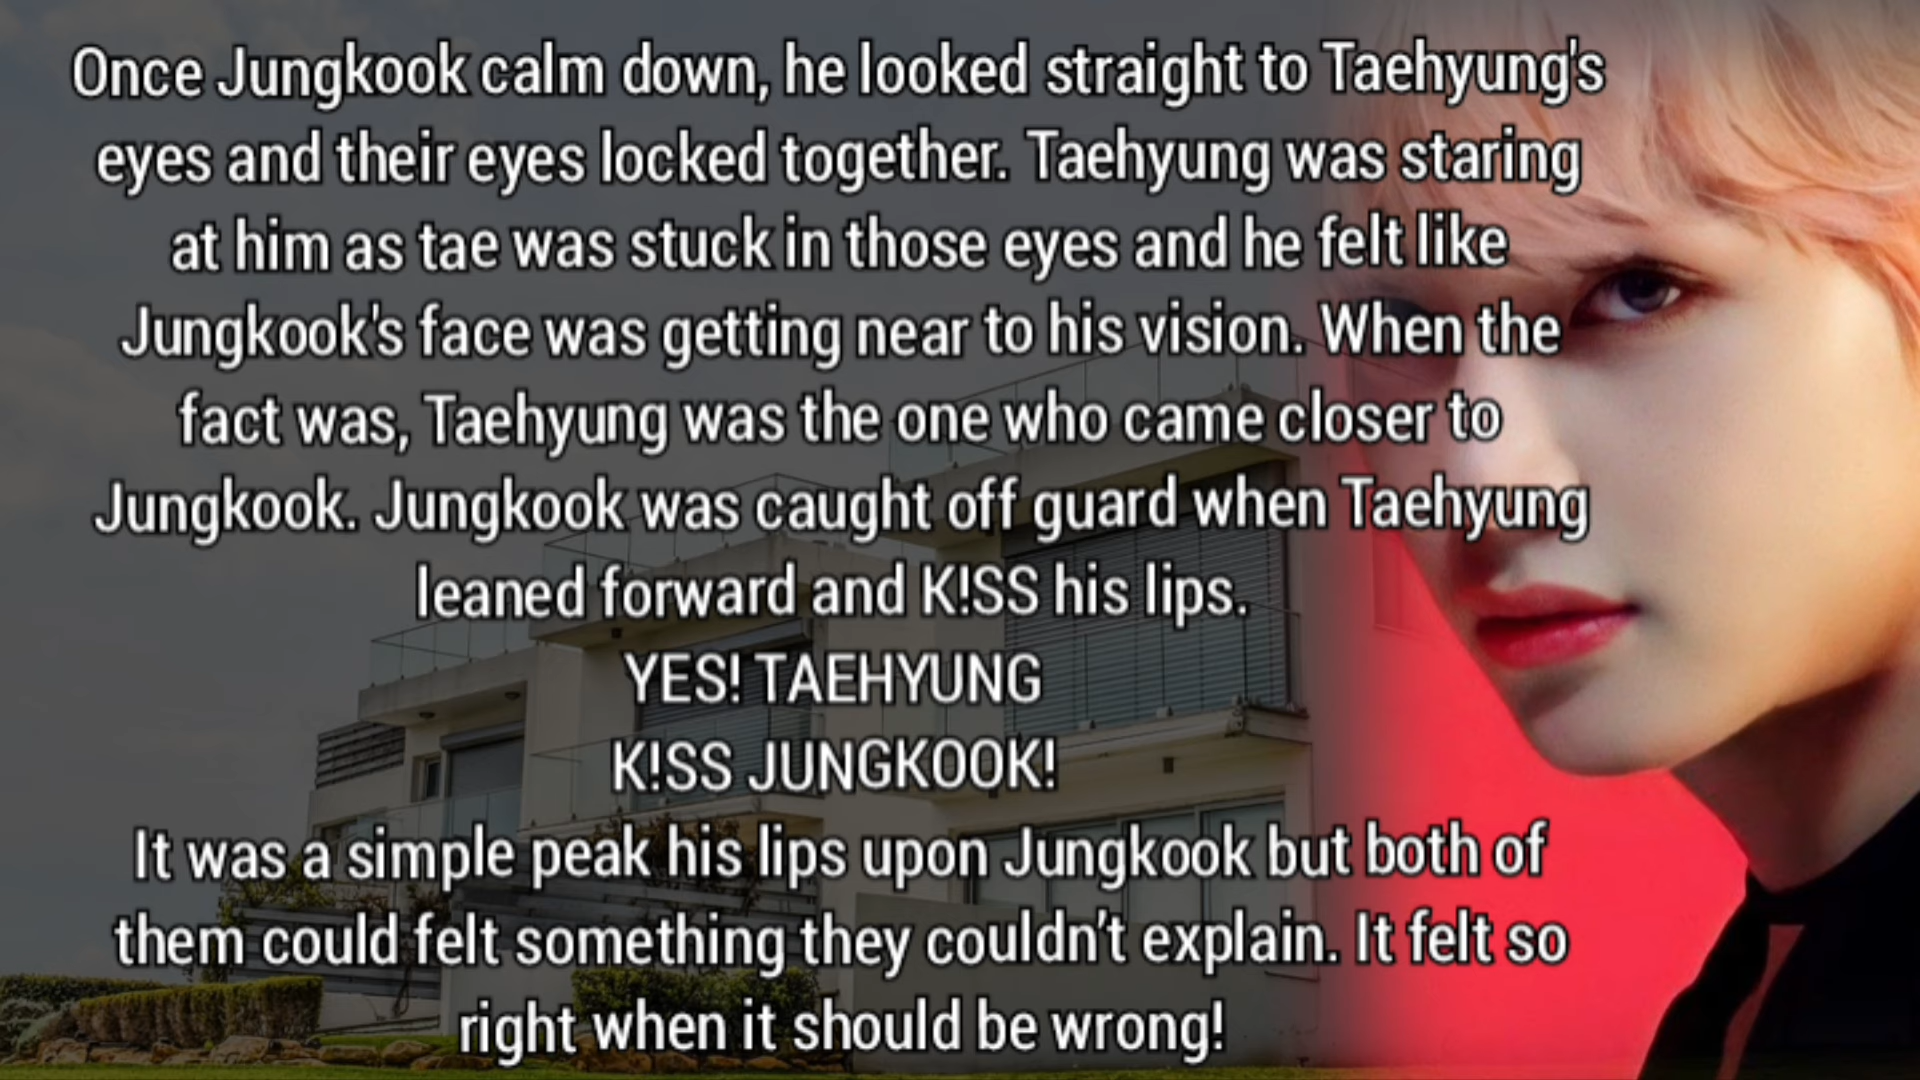 Once Jungkook calm down, he looked straight to Taehyung's
eyes and their eyes locked together. Taehyung was staring
at him as tae was stuck in those eyes and he felt like
Jungkook's face was getting near to his vision. When the
fact was, Taehyung was the one who came closer to
Jungkook. Jungkook was caught off guard when Taehyung
leaned forward and K!SS his lips.
YES! TAEHYUNG
K!SS JUNGKOOK!
It was a simple peak his lips upon Jungkook but both of
them could felt something they couldn't explain. It felt so
right when it should be wrong!